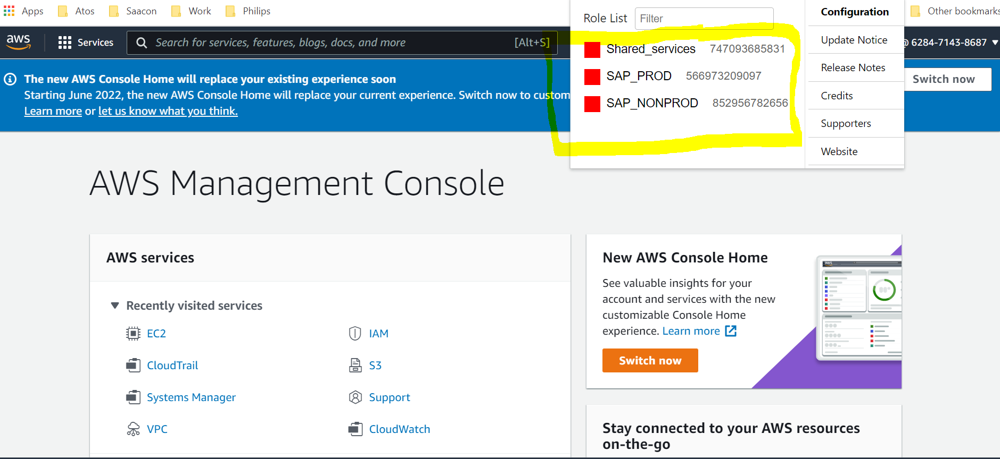 Apps
Atos
Saacon
Work
Philips
Other bookmarks
Role List
Filter
Shared_services 747093685831
SAP_PROD 566973209097
SAP_NONPROD 852956782656
Configuration
Update Notice
Release Notes
Credits
Supporters
Website
aws
Services
Search for services, features, blogs, docs, and more
[Alt+S]
@ 6284-7143-8687
The new AWS Console Home will replace your existing experience soon
Starting June 2022, the new AWS Console Home will replace your current experience. Switch now to custom
Learn more or let us know what you think.
Switch now
AWS Management Console
AWS services
Recently visited services
EC2
IAM
CloudTrail
S3
Systems Manager
Support
VPC
CloudWatch
New AWS Console Home
See valuable insights for your
account and services with the new
customizable Console Home
experience. Learn more
Switch now
aws
Stay connected to your AWS resources
on-the-go